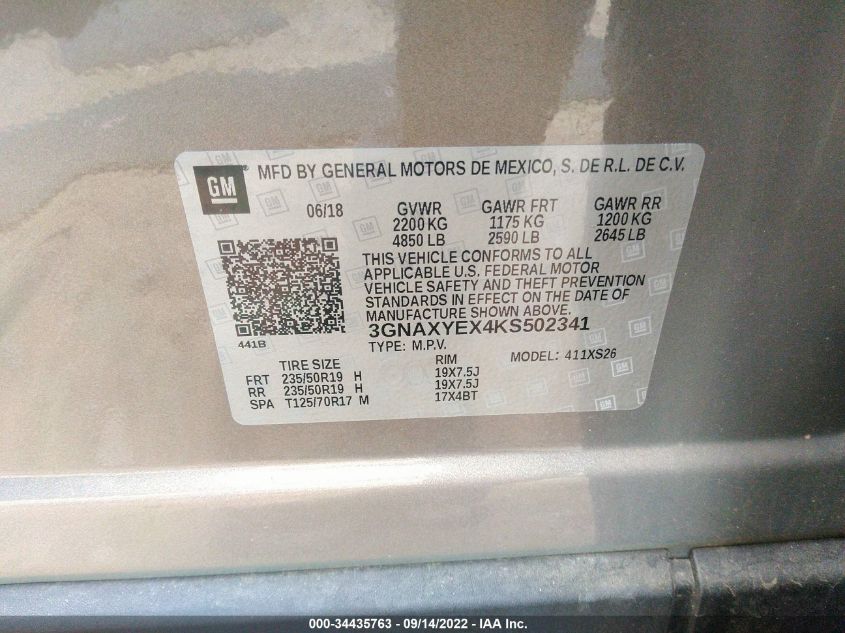 GM ® MFD BY GENERAL MOTORS DE MEXICO, S. DE R.L. DE C.V.
06/18 GVWR GAWR FRT GAWR RR
2200 KG 1175 KG 1200 KG
4850 LB 2590 LB 2645 LB
THIS VEHICLE CONFORMS TO ALL
APPLICABLE U.S. FEDERAL MOTOR
VEHICLE SAFETY AND THEFT PREVENTION
STANDARDS IN EFFECT ON THE DATE OF
MANUFACTURE SHOWN ABOVE.
441B 3GNAXYEX4KS502341
TYPE: M.P.V. MODEL: 411XS26
TIRE SIZE RIM
FRT 235/50R19 H 19X7.5J
RR 235/50R19 H 19X7.5J
SPA T125/70R17 M 17X4BT
000-34435763 - 09/14/2022 - IAA Inc.